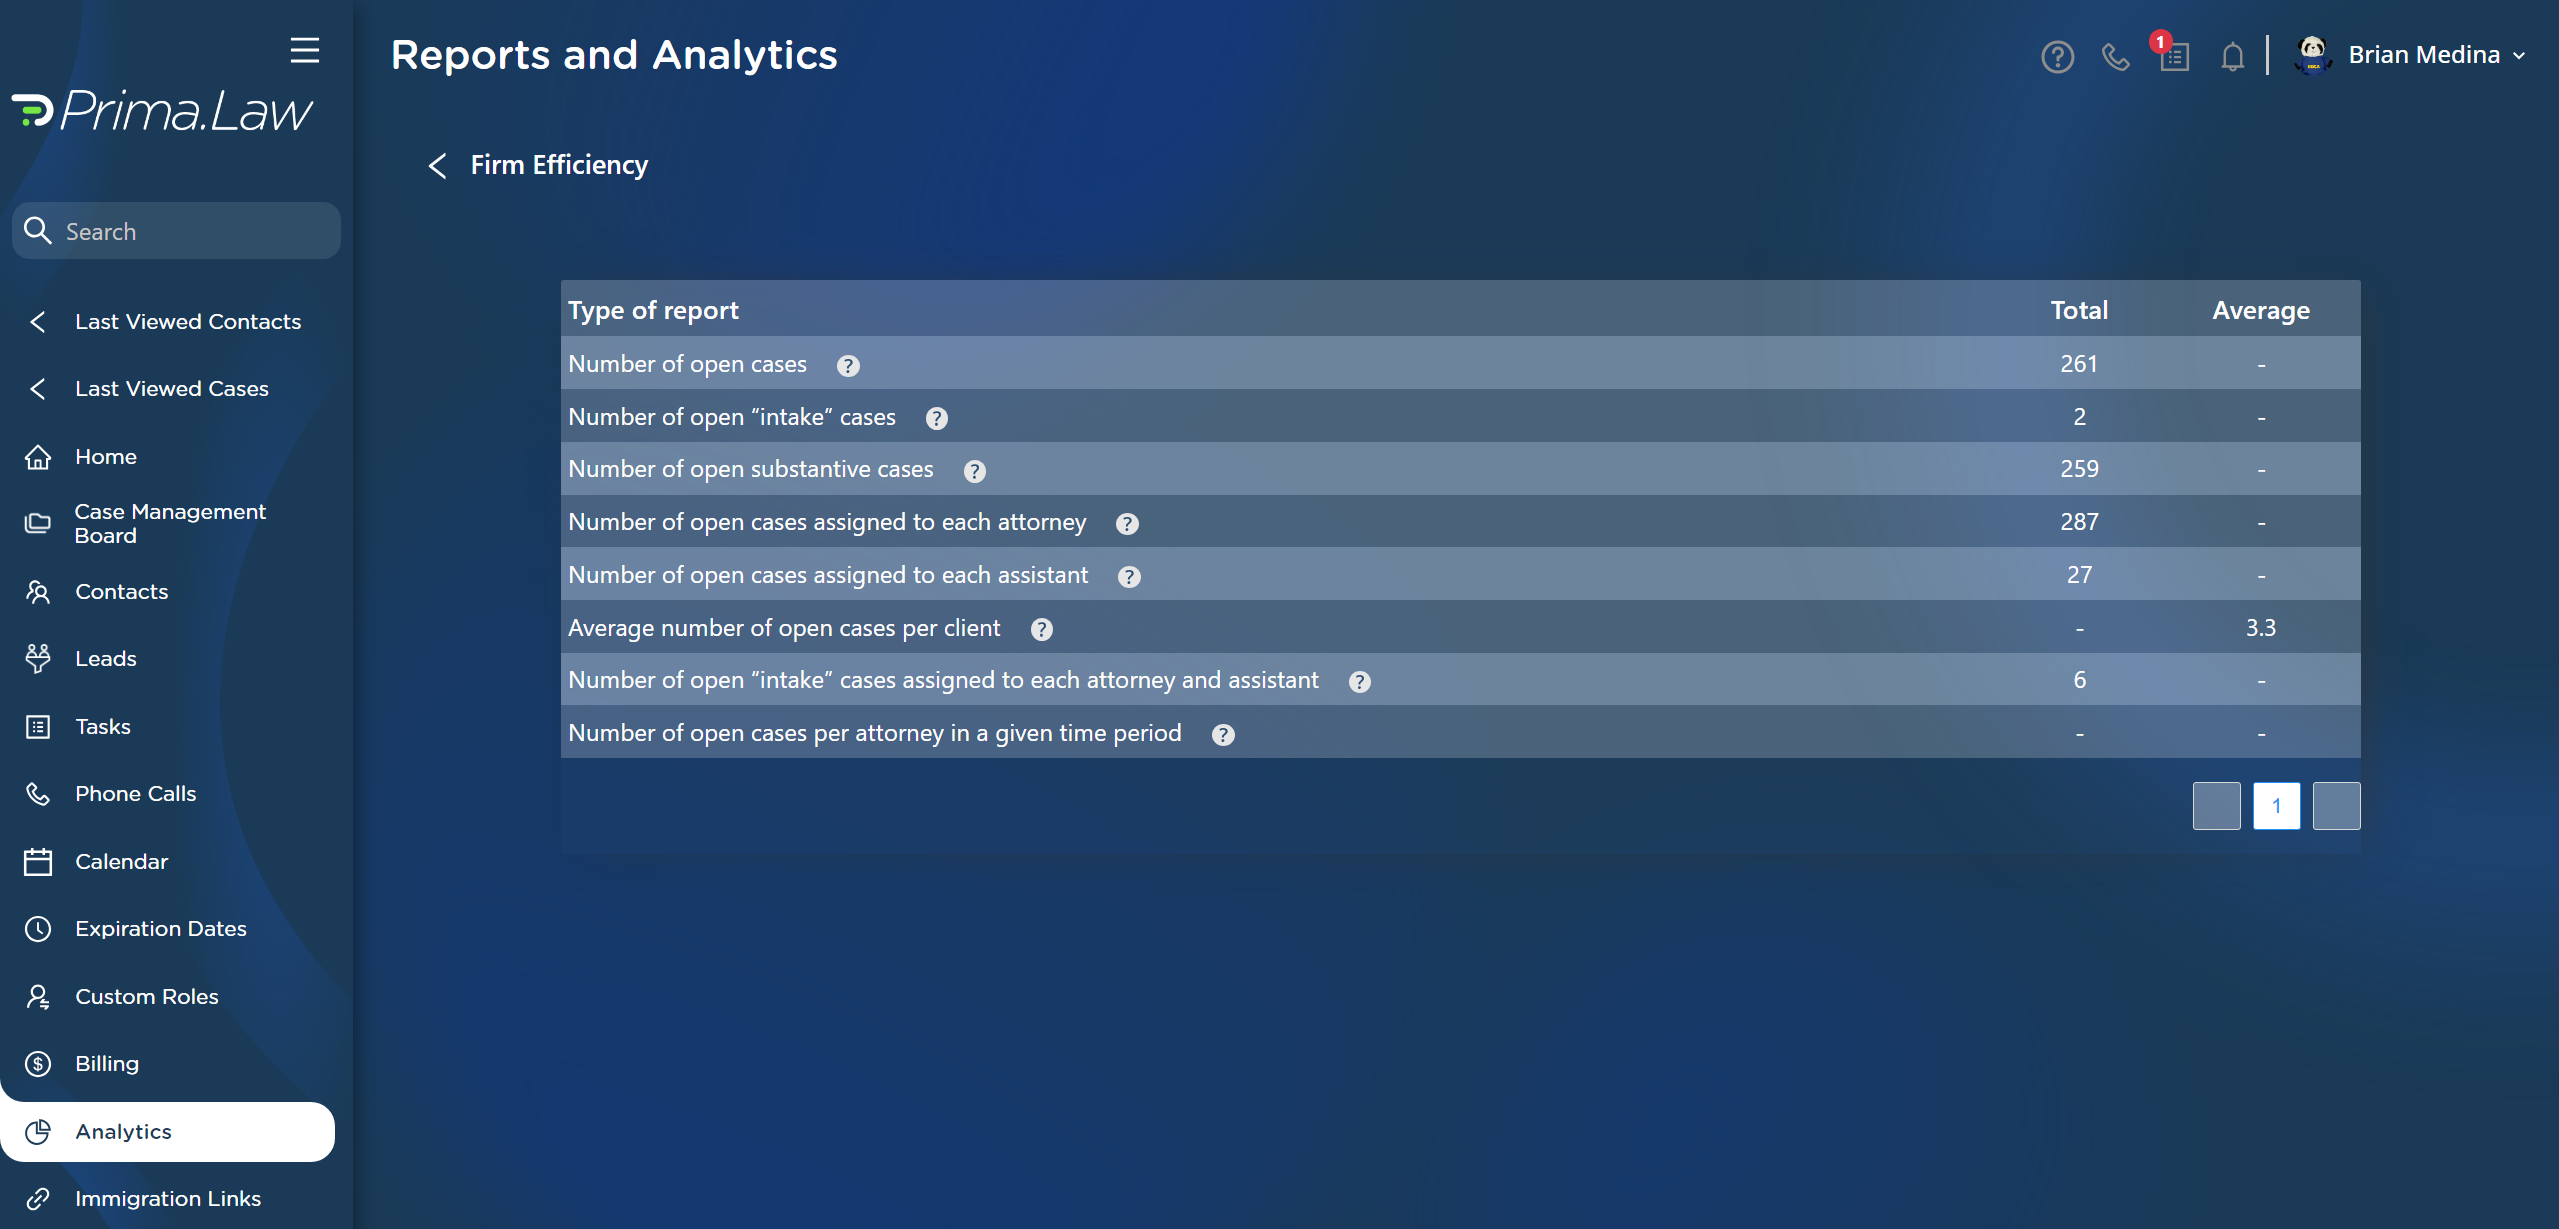 Prima.Law
Search
Last Viewed Contacts
Last Viewed Cases
Home
Case Management
Board
Contacts
Leads
Tasks
Phone Calls
Calendar
Expiration Dates
Custom Roles
Billing
Analytics
Immigration Links
Reports and Analytics
1
Brian Medina
Firm Efficiency
Type of report Total Average
Number of open cases ? 261 -
Number of open “intake” cases ? 2 -
Number of open substantive cases ? 259 -
Number of open cases assigned to each attorney ? 287 -
Number of open cases assigned to each assistant ? 27 -
Average number of open cases per client ? - 3.3
Number of open “intake” cases assigned to each attorney and assistant ? 6 -
Number of open cases per attorney in a given time period ? - -
1